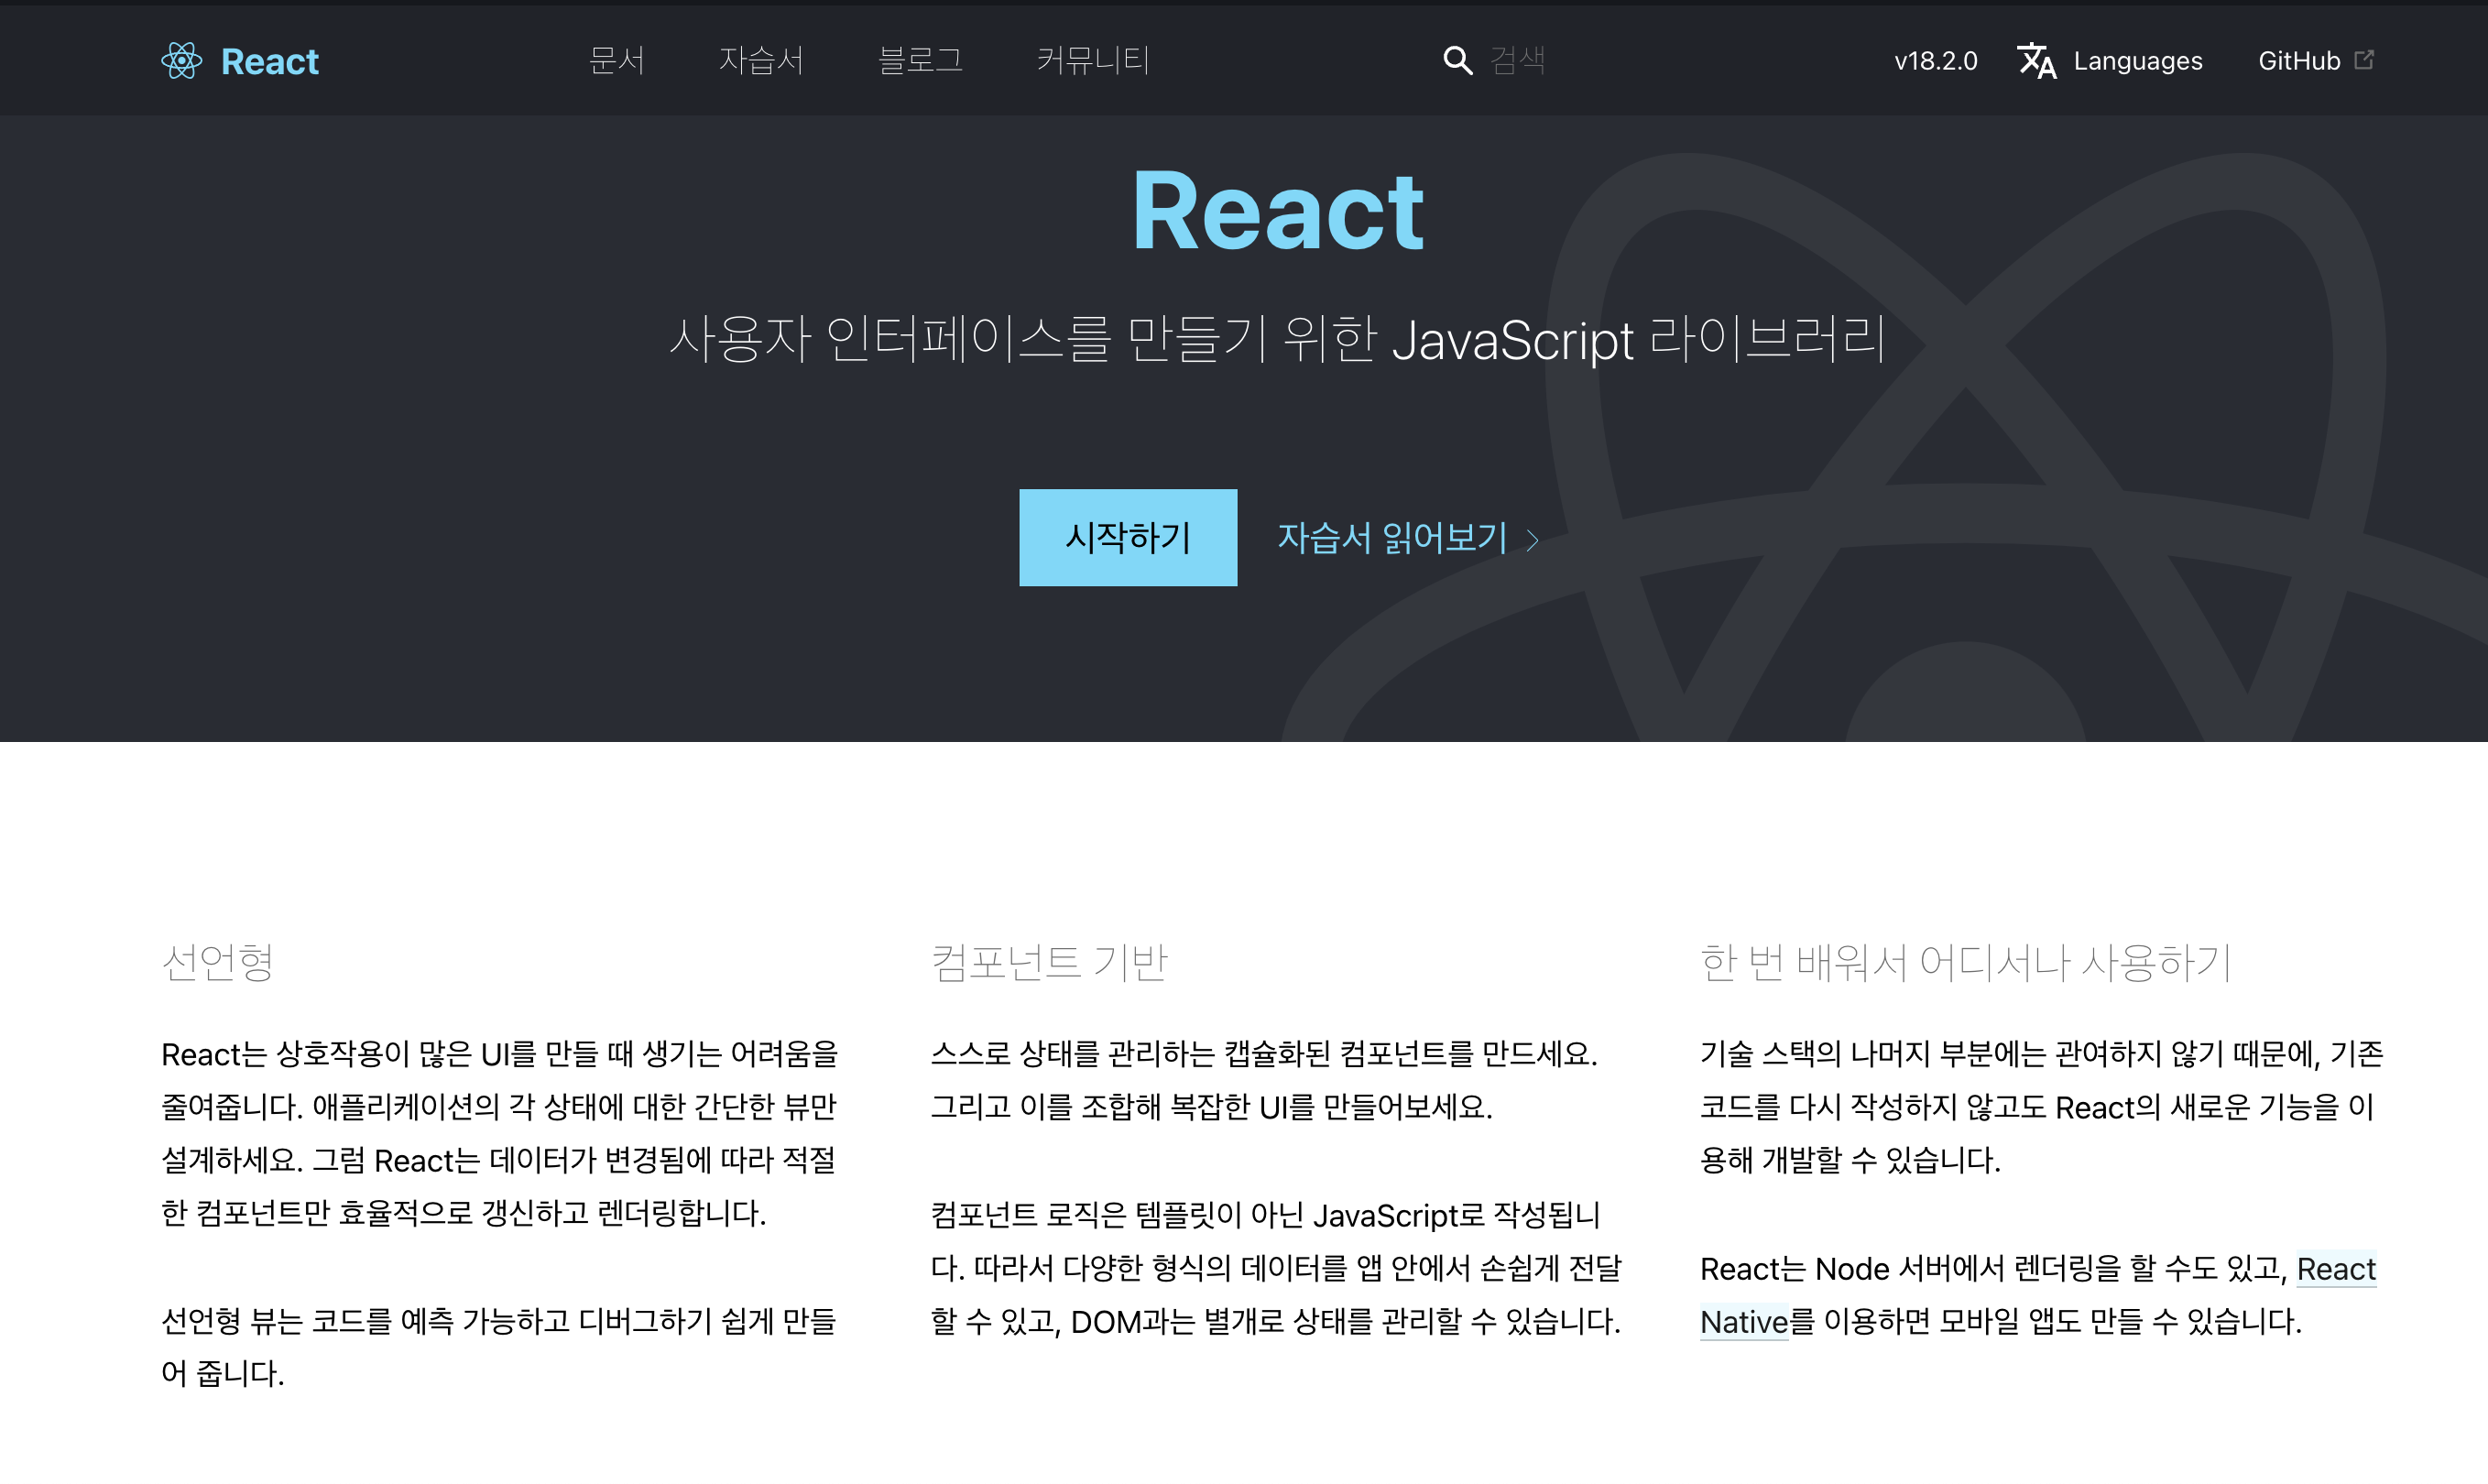 React
문서
자습서
블로그
커뮤니티
검색
v18.2.0
Languages
GitHub
React
사용자 인터페이스를 만들기 위한 JavaScript 라이브러리
시작하기
자습서 읽어보기
선언형
React는 상호작용이 많은 UI를 만들 때 생기는 어려움을
줄여줍니다. 애플리케이션의 각 상태에 대한 간단한 뷰만
설계하세요. 그럼 React는 데이터가 변경됨에 따라 적절
한 컴포넌트만 효율적으로 갱신하고 렌더링합니다.
선언형 뷰는 코드를 예측 가능하고 디버그하기 쉽게 만들
어 줍니다.
컴포넌트 기반
스스로 상태를 관리하는 캡슐화된 컴포넌트를 만드세요.
그리고 이를 조합해 복잡한 UI를 만들어보세요.
컴포넌트 로직은 템플릿이 아닌 JavaScript로 작성됩니
다. 따라서 다양한 형식의 데이터를 앱 안에서 손쉽게 전달
할 수 있고, DOM과는 별개로 상태를 관리할 수 있습니다.
한 번 배워서 어디서나 사용하기
기술 스택의 나머지 부분에는 관여하지 않기 때문에, 기존
코드를 다시 작성하지 않고도 React의 새로운 기능을 이
용해 개발할 수 있습니다.
React는 Node 서버에서 렌더링을 할 수도 있고, React
Native를 이용하면 모바일 앱도 만들 수 있습니다.